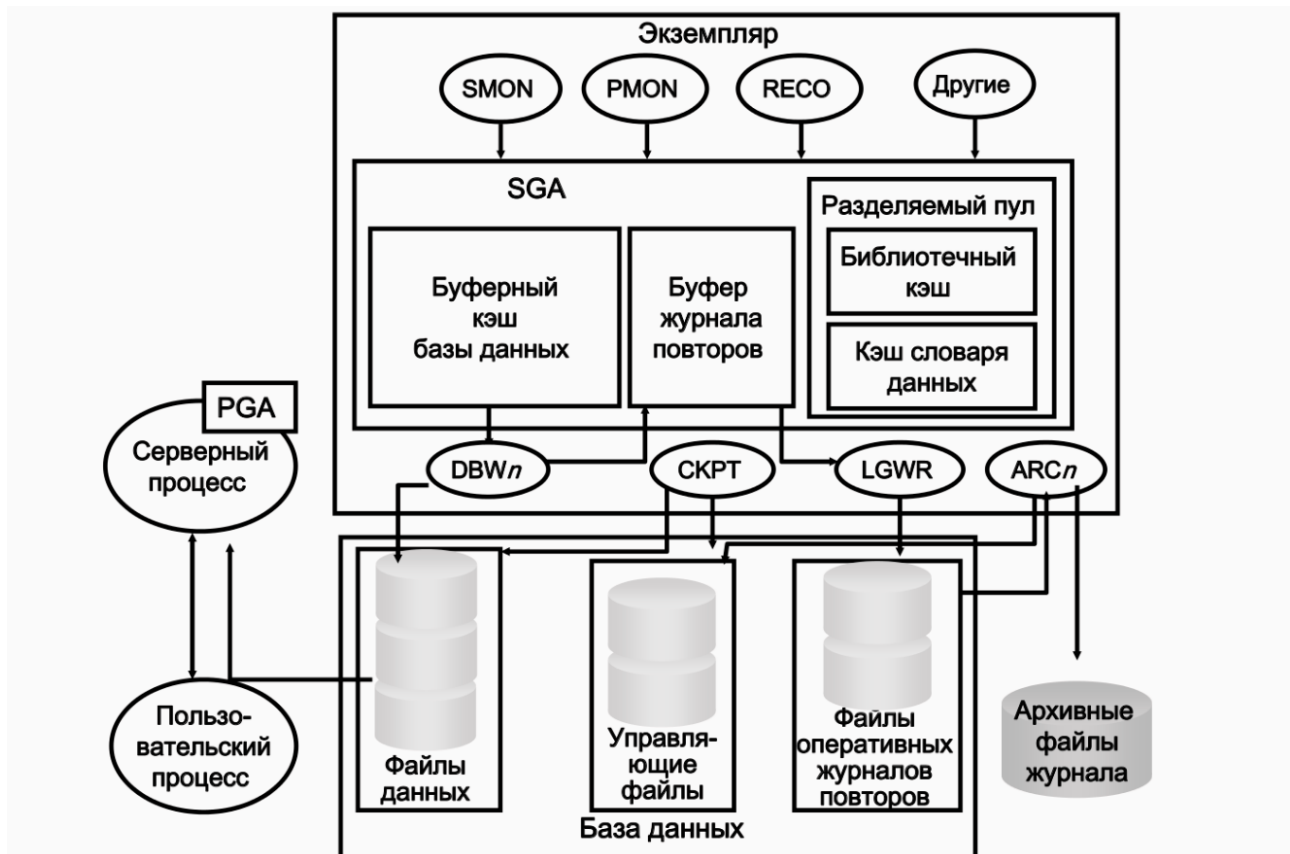 Экземпляр
SMON
PMON
RECO
Другие
SGA
Разделяемый пул
Библиотечный
кэш
Кэш словаря
данных
Буферный
кэш
базы данных
Буфер
журнала
повторов
PGA
Серверный
процесс
DBWn
CKPT
LGWR
ARCn
Пользо-
вательский
процесс
Файлы
данных
Управля-
ющие
файлы
Файлы
оперативных
журналов
повторов
Архивные
файлы
журнала
База данных